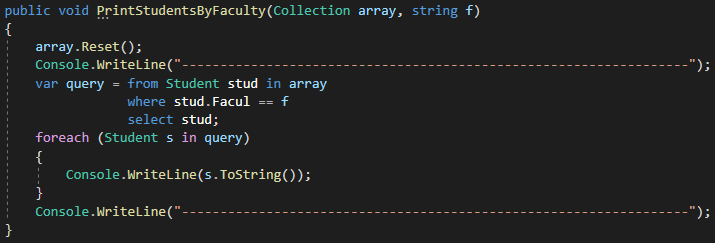 public void PrintStudentsByFaculty(Collection array, string f)
{
    array.Reset();
    Console.WriteLine("------------------------------------------------------------------");
    var query = from Student stud in array
                where stud.Facul == f
                select stud;
    foreach (Student s in query)
    {
        Console.WriteLine(s.ToString());
    }
    Console.WriteLine("------------------------------------------------------------------");
}